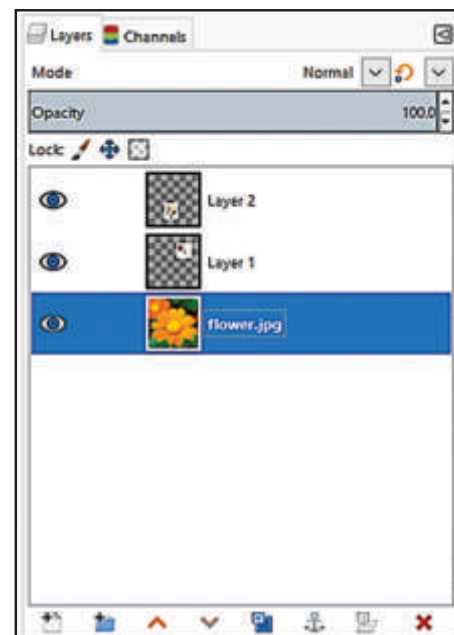 Layers Channels
Mode Normal
Opacity 100.0
Lock:
Layer 2
Layer 1
flower.jpg